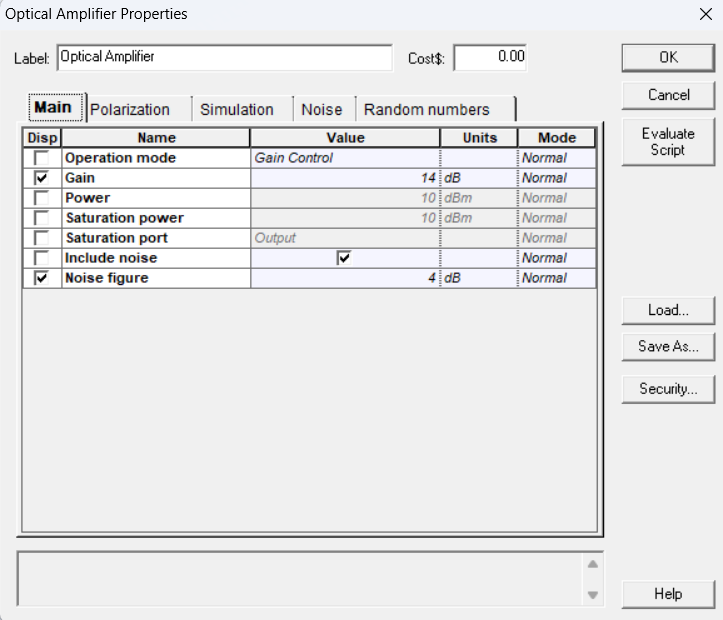 Optical Amplifier Properties
Label: Optical Amplifier Cost$: 0.00 OK
Cancel
Evaluate
Script
Main Polarization Simulation Noise Random numbers
Disp Name Value Units Mode
Operation mode Gain Control Normal
Gain 14 dB Normal
Power 10 dBm Normal
Saturation power 10 dBm Normal
Saturation port Output Normal
Include noise Normal
Noise figure 4 dB Normal
Load...
Save As...
Security...
Help